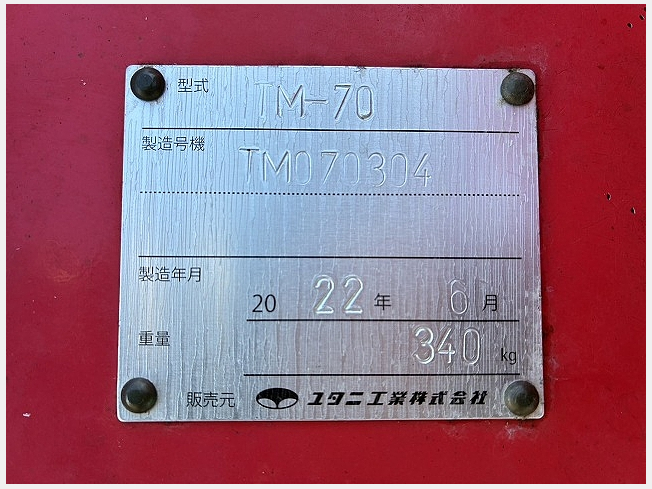 型式 TM-70
製造号機 TM070304
製造年月
20 22 年 6 月
重量 340 kg
販売元 ユタニ工業株式会社